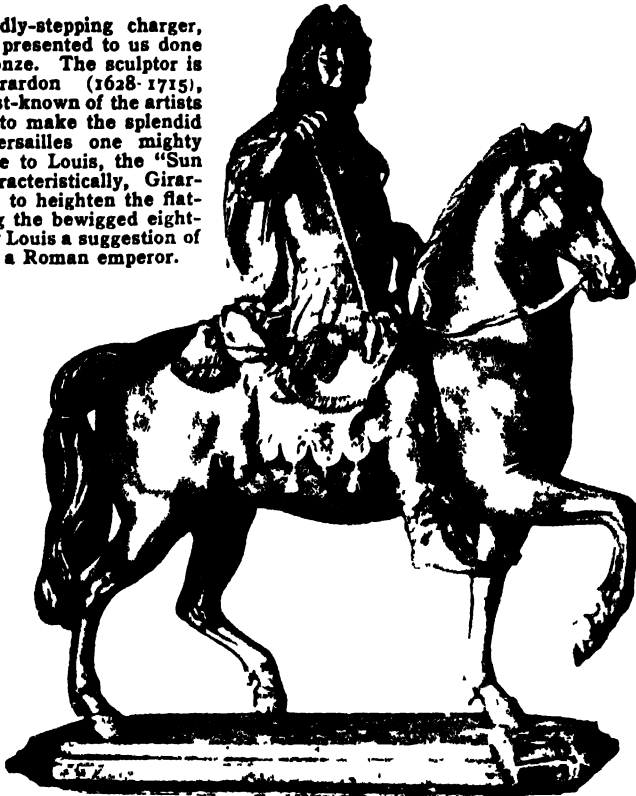 dly-stepping charger,
presented to us done
onze. The sculptor is
rardon (1628-1715),
st-known of the artists
to make the splendid
ersailles one mighty
e to Louis, the "Sun
racteristically, Girar-
to heighten the flat-
g the bewigged eight-
Louis a suggestion of
a Roman emperor.